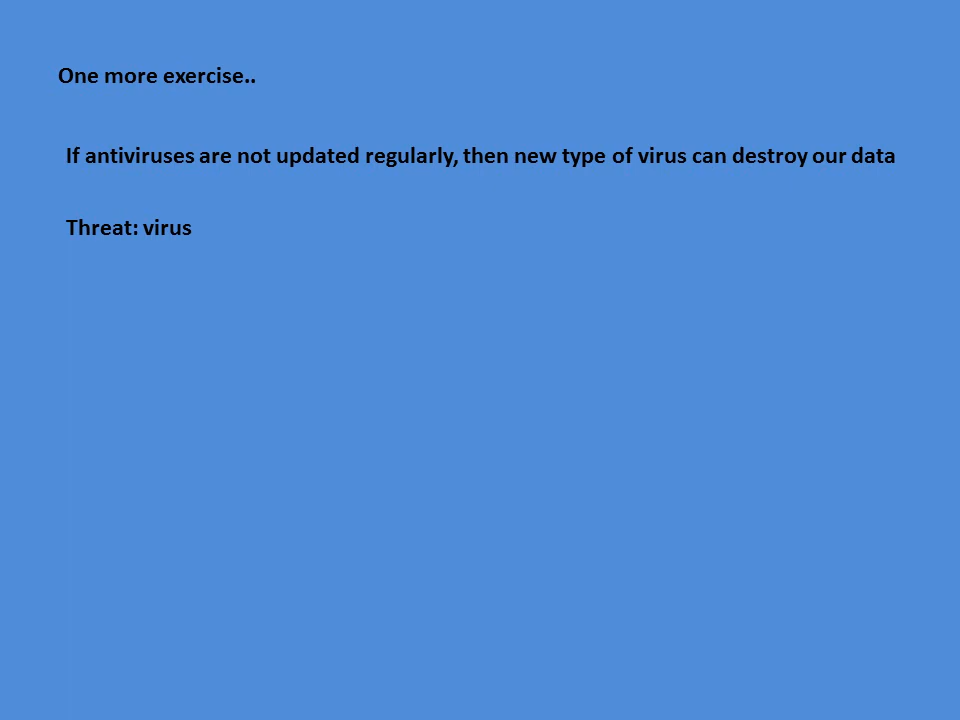 One more exercise..
If antiviruses are not updated regularly, then new type of virus can destroy our data
Threat: virus